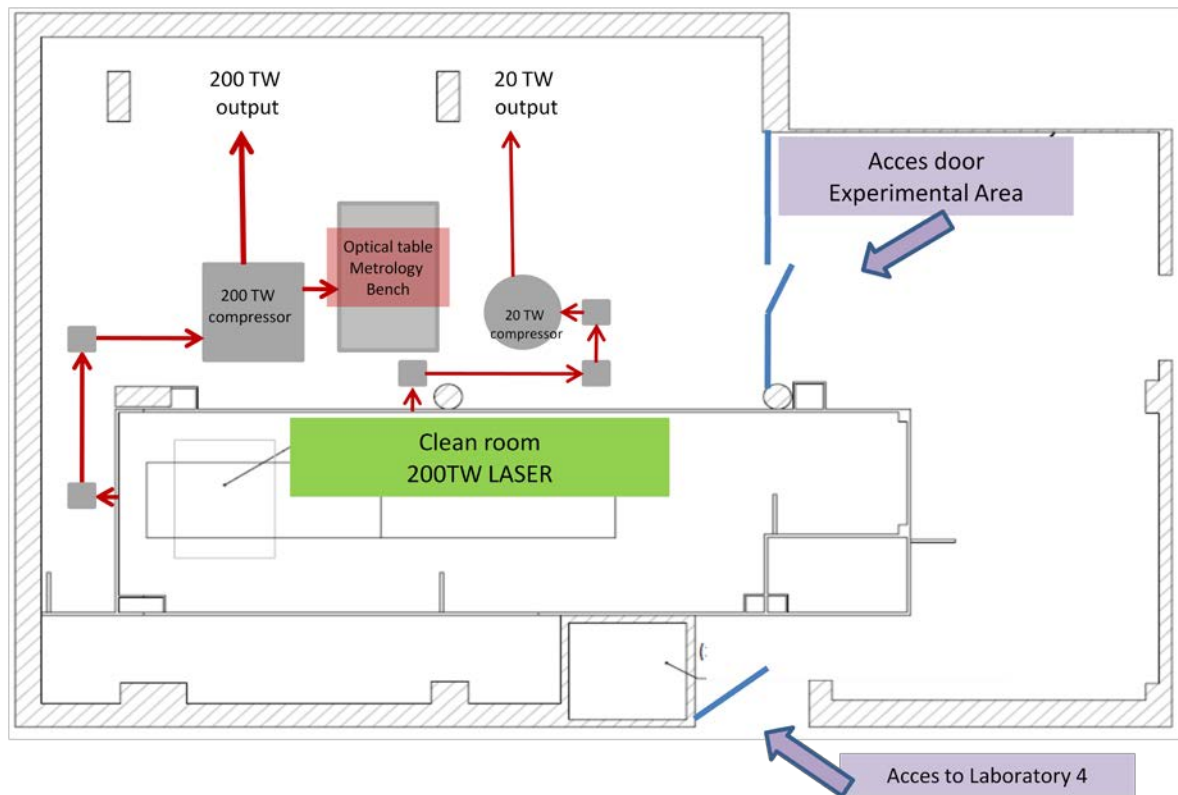 200 TW
output
20 TW
output
Acces door
Experimental Area
Optical table
Metrology
Bench
200 TW
compressor
20 TW
compressor
Clean room
200TW LASER
Acces to Laboratory 4